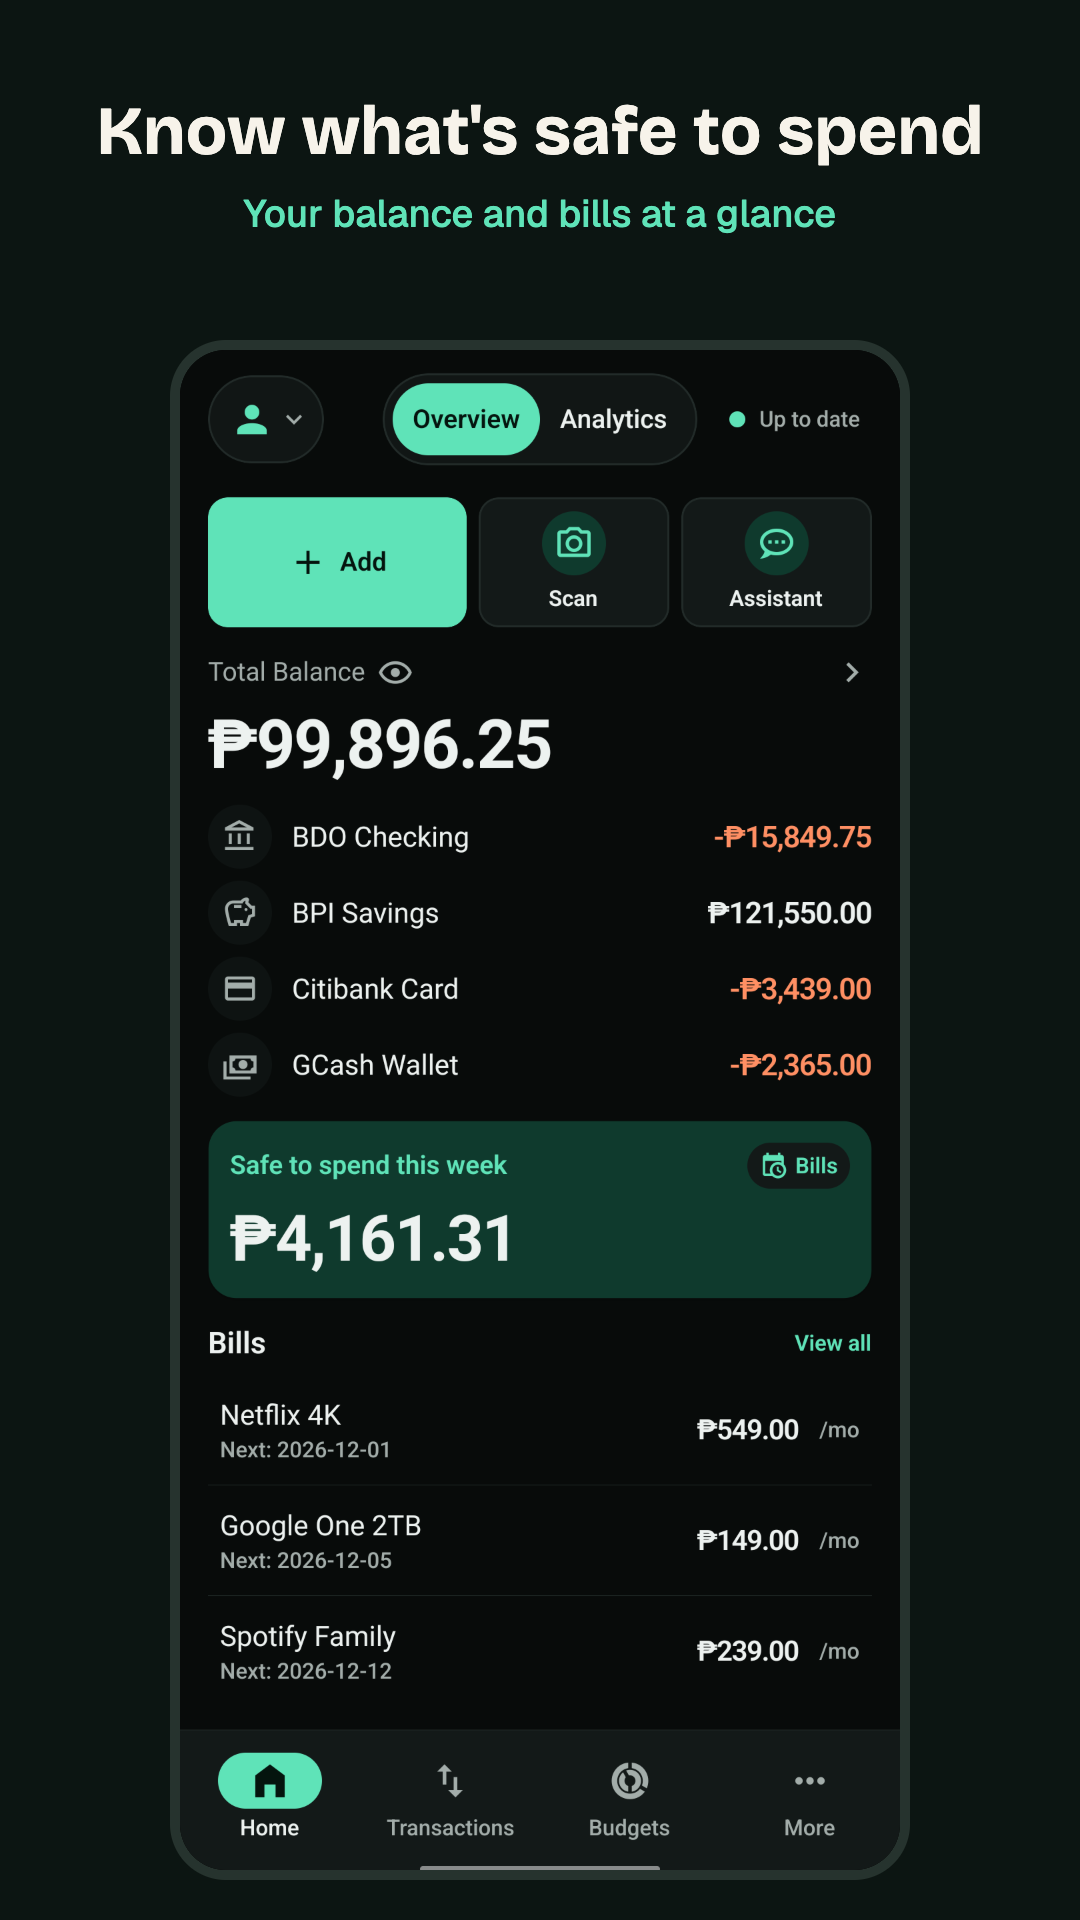 Know what's safe to spend
Your balance and bills at a glance
Overview
Analytics
Up to date
Add
Scan
Assistant
Total Balance
₱99,896.25
BDO Checking
-₱15,849.75
BPI Savings
₱121,550.00
Citibank Card
-₱3,439.00
GCash Wallet
-₱2,365.00
Safe to spend this week
Bills
₱4,161.31
Bills
View all
Netflix 4K
₱549.00 /mo
Next: 2026-12-01
Google One 2TB
₱149.00 /mo
Next: 2026-12-05
Spotify Family
₱239.00 /mo
Next: 2026-12-12
Home
Transactions
Budgets
More